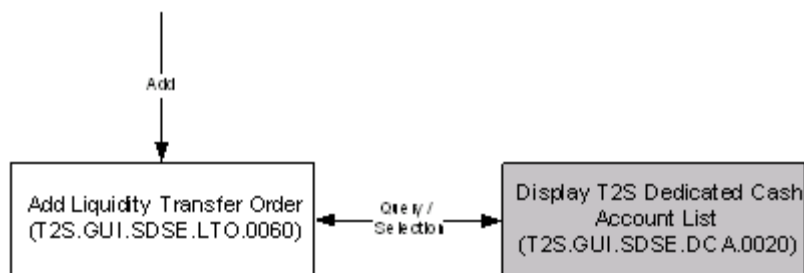 Add
Add Liquidity Transfer Order
(T2S.GUI.SDSE.LTO.0060)
Query /
Selection
Display T2S Dedicated Cash
Account List
(T2S.GUI.SDSE.DCA.0020)